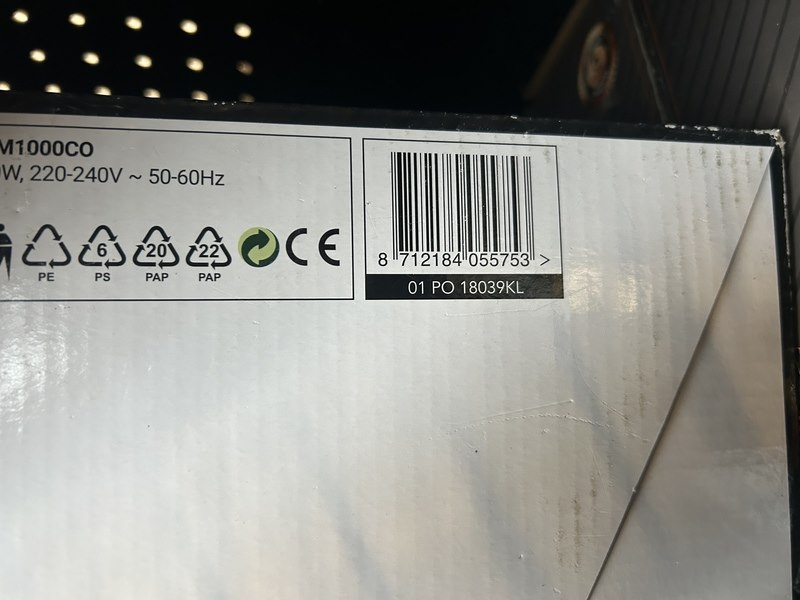 M1000CO
0W, 220-240V ~ 50-60Hz
PE
6
PS
20
PAP
22
PAP
CE
8 712184 055753 >
01 PO 18039KL